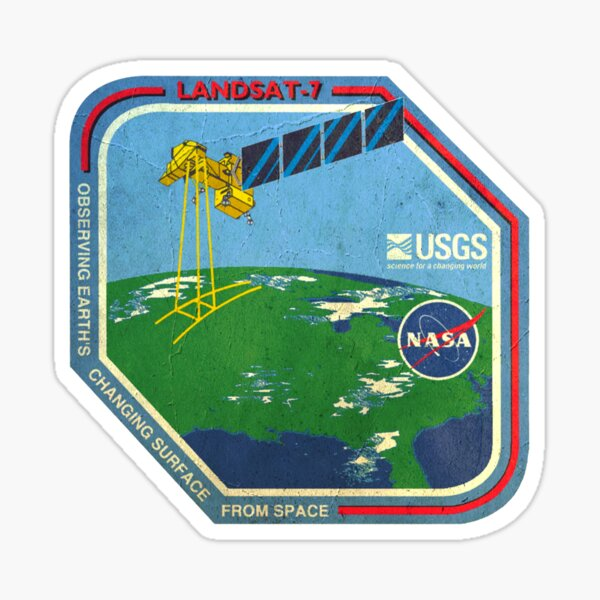 LANDSAT-7
OBSERVING EARTH'S
CHANGING SURFACE
FROM SPACE
USGS
science for a changing world
NASA